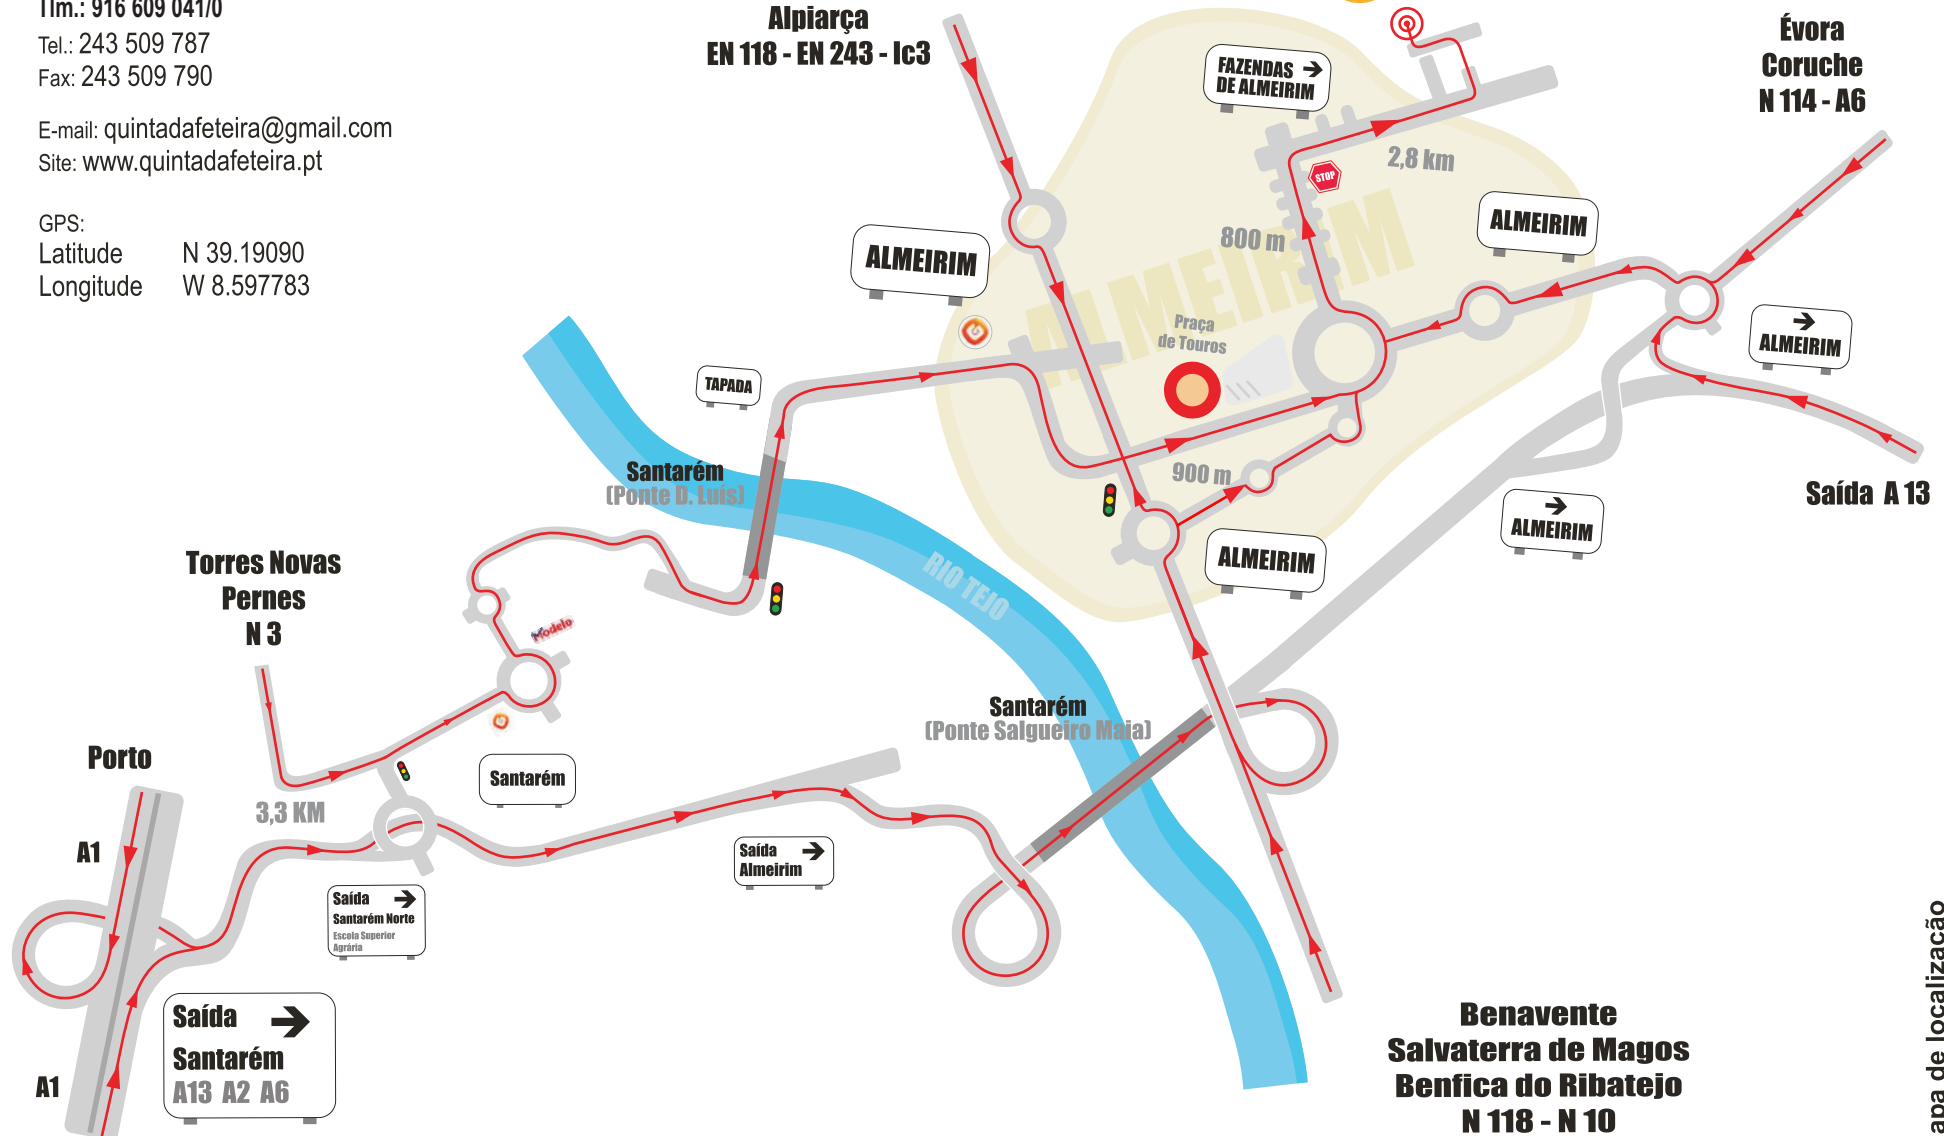 Tlm.: 916 609 041/0
Tel.: 243 509 787
Fax: 243 509 790
E-mail: quintadafeteira@gmail.com
Site: www.quintadafeteira.pt
GPS:
Latitude N 39.19090
Longitude W 8.597783
Alpiarça
EN 118 - EN 243 - Ic3
FAZENDAS
DE ALMEIRIM
Évora
Coruche
N 114 - A6
2,8 km
STOP
ALMEIRIM
800 m
ALMEIRIM
ALMEIRIM
Praça
de Touros
ALMEIRIM
TAPADA
Santarém
(Ponte D. Luís)
900 m
Saída A 13
ALMEIRIM
ALMEIRIM
RIO TEJO
Torres Novas
Pernes
N 3
Modelo
Santarém
(Ponte Salgueiro Maia)
Porto
Santarém
3,3 KM
A1
Saída
Almeirim
Saída
Santarém Norte
Escola Superior
Agrária
Saída
Santarém
A13 A2 A6
A1
Benavente
Salvaterra de Magos
Benfica do Ribatejo
N 118 - N 10
apa de localização